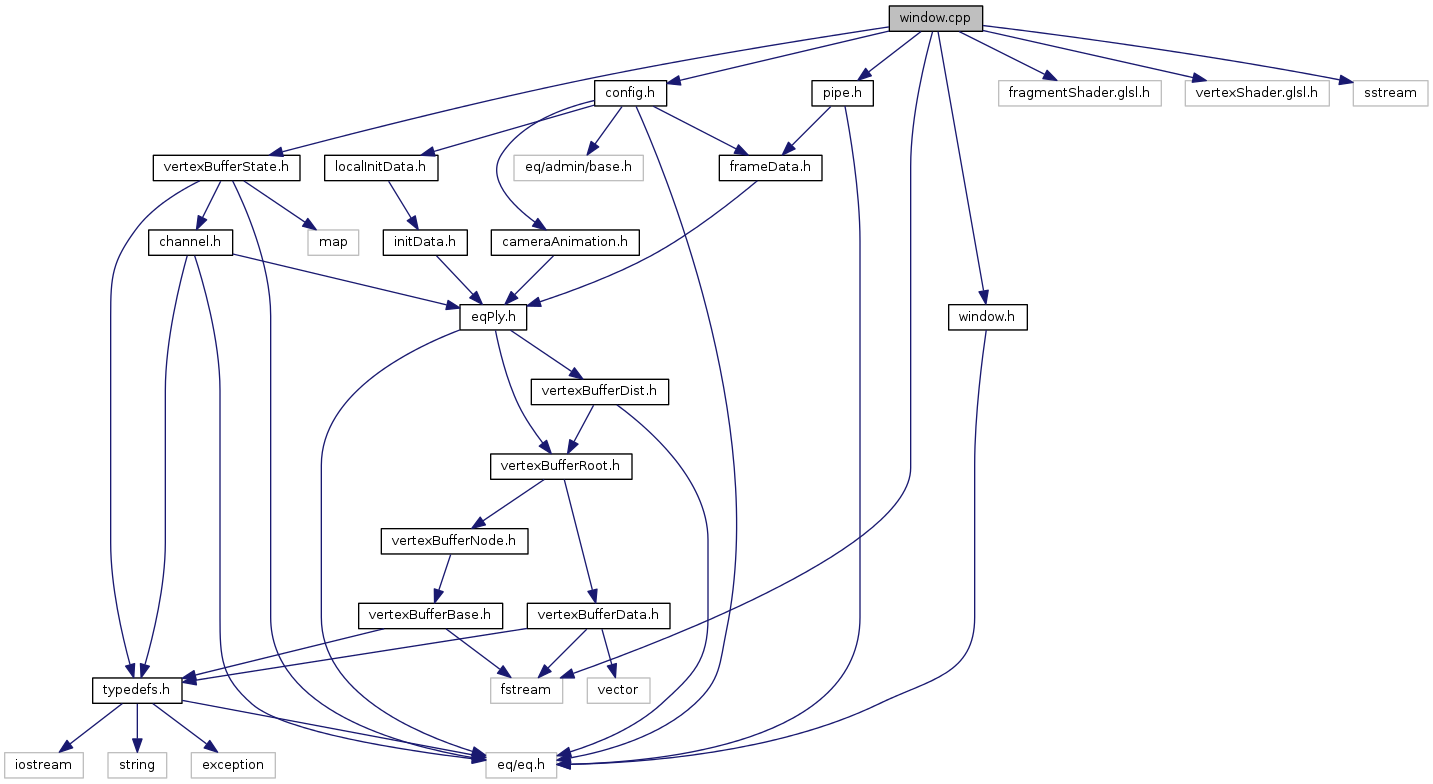 window.cpp
config.h
pipe.h
fragmentShader.glsl.h
vertexShader.glsl.h
sstream
vertexBufferState.h
localInitData.h
eq/admin/base.h
frameData.h
channel.h
map
initData.h
cameraAnimation.h
eqPly.h
window.h
vertexBufferDist.h
vertexBufferRoot.h
vertexBufferNode.h
vertexBufferBase.h
vertexBufferData.h
typedefs.h
fstream
vector
iostream
string
exception
eq/eq.h